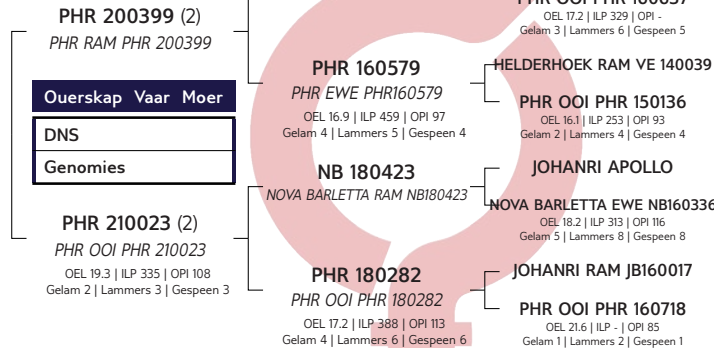 PHR 200399 (2)
PHR RAM PHR 200399
Ouerskap Vaar Moer
DNS
Genomies
PHR 210023 (2)
PHR OOI PHR 210023
OEL 19.3 | ILP 335 | OPI 108
Gelam 2 | Lammers 3 | Gespeen 3
PHR 160579
PHR EWE PHR160579
OEL 16.9 | ILP 459 | OPI 97
Gelam 4 | Lammers 5 | Gespeen 4
NB 180423
NOVA BARLETTA RAM NB180423
PHR 180282
PHR OOI PHR 180282
OEL 17.2 | ILP 388 | OPI 113
Gelam 4 | Lammers 6 | Gespeen 6
OEL 17.2 | ILP 329 | OPI -
Gelam 3 | Lammers 6 | Gespeen 5
HELDERHOEK RAM VE 140039
PHR OOI PHR 150136
OEL 16.1 | ILP 253 | OPI 93
Gelam 2 | Lammers 4 | Gespeen 4
JOHANRI APOLLO
NOVA BARLETTA EWE NB160336
OEL 18.2 | ILP 313 | OPI 116
Gelam 5 | Lammers 8 | Gespeen 8
JOHANRI RAM JB160017
PHR OOI PHR 160718
OEL 21.6 | ILP - | OPI 85
Gelam 1 | Lammers 2 | Gespeen 1